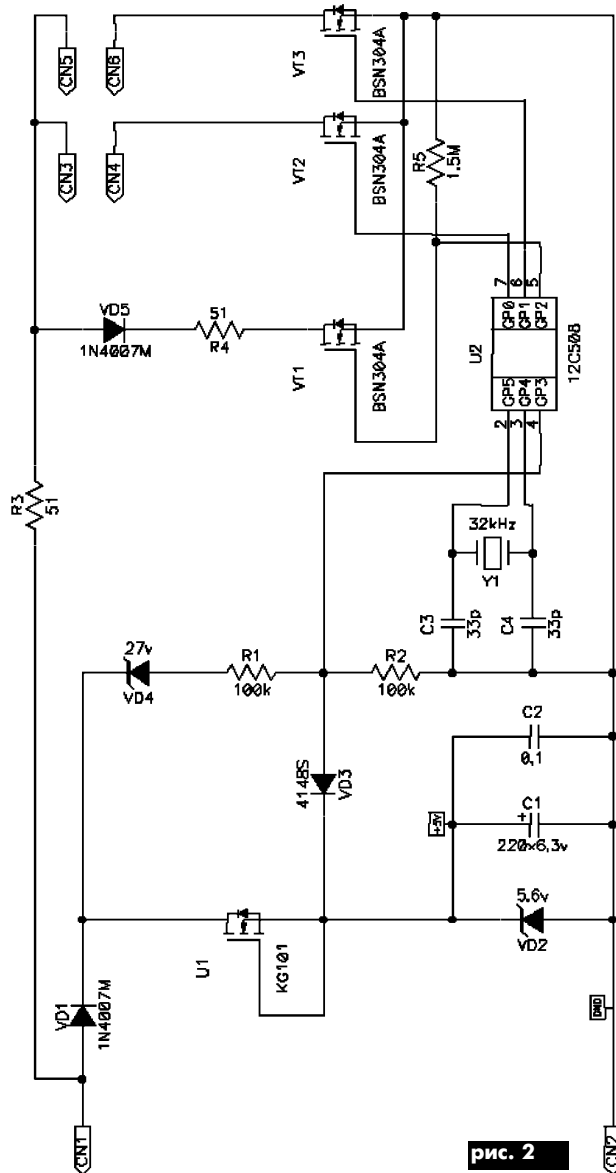 CN5
CN6
VT3
BSN304A
CN3
CN4
VT2
BSN304A
R5
1.5M
VD5
1N4007M
51
R4
VT1
BSN304A
7
6
5
GP0
GP1
GP2
U2
12C508
GP5
GP4
GP3
2
3
4
R3
51
32kHz
Y1
C3
33p
C4
33p
27v
VD4
R1
100k
R2
100k
4148S
VD3
C2
0,1
+5V
C1
+
220×6,3v
5.6v
VD2
U1
KG101
VD1
1N4007M
GND
CN1
CN2
рис. 2